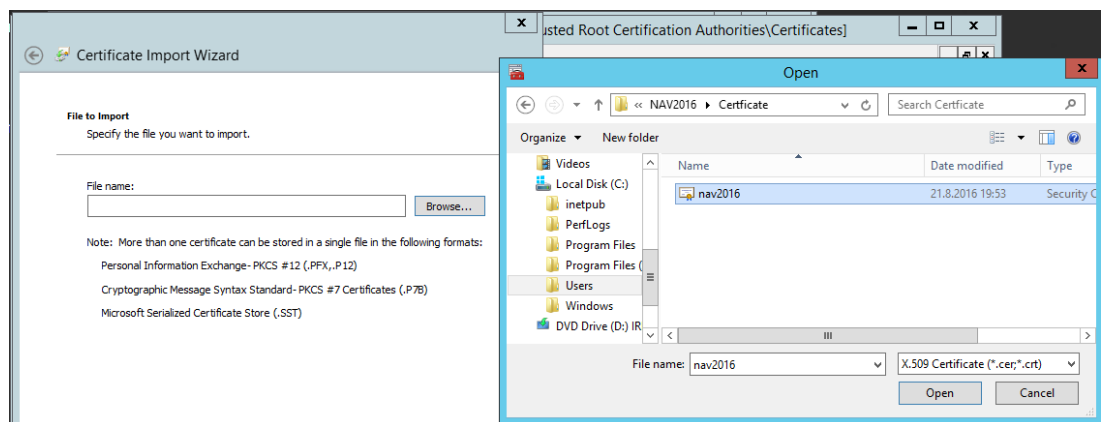 usted Root Certification Authorities\Certificates]
Certificate Import Wizard
File to Import
Specify the file you want to import.
File name:
Browse...
Note: More than one certificate can be stored in a single file in the following formats:
Personal Information Exchange- PKCS #12 (.PFX,.P12)
Cryptographic Message Syntax Standard- PKCS #7 Certificates (.P7B)
Microsoft Serialized Certificate Store (.SST)
Open
« NAV2016 Certficate
Search Certficate
Organize New folder
Name Date modified Type
nav2016 21.8.2016 19:53 Security C
Videos
Local Disk (C:)
inetpub
PerfLogs
Program Files
Program Files (
Users
Windows
DVD Drive (D:) IR
File name: nav2016 X.509 Certificate (*.cer;*.crt)
Open Cancel